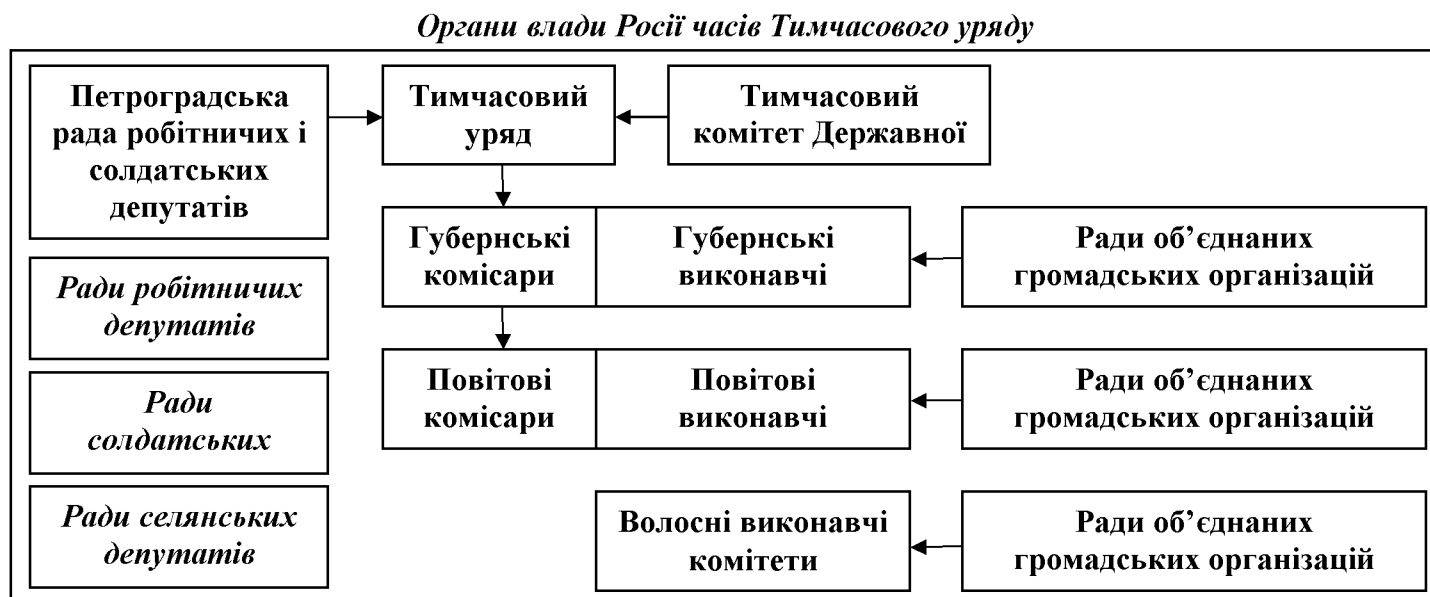 Органи влади Росії часів Тимчасового уряду
Петроградська
рада робітничих і
солдатських
депутатів
Тимчасовий
уряд
Тимчасовий
комітет Державної
Губернські
комісари
Губернські
виконавчі
Ради об’єднаних
громадських організацій
Ради робітничих
депутатів
Повітові
комісари
Повітові
виконавчі
Ради об’єднаних
громадських організацій
Ради
солдатських
Ради селянських
депутатів
Волосні виконавчі
комітети
Ради об’єднаних
громадських організацій